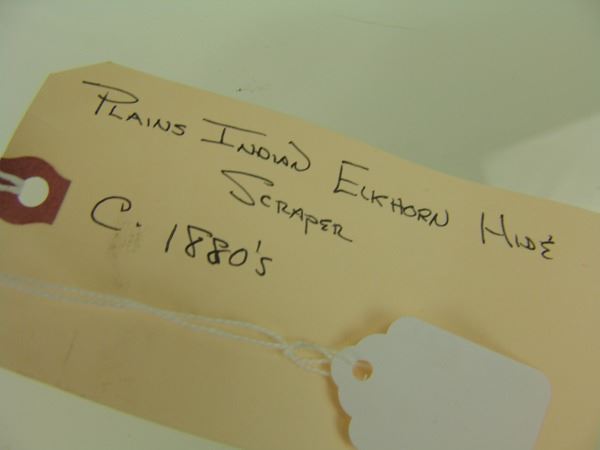 PLAINS INDIAN ELKHORN HIDE
SCRAPER
C. 1880's